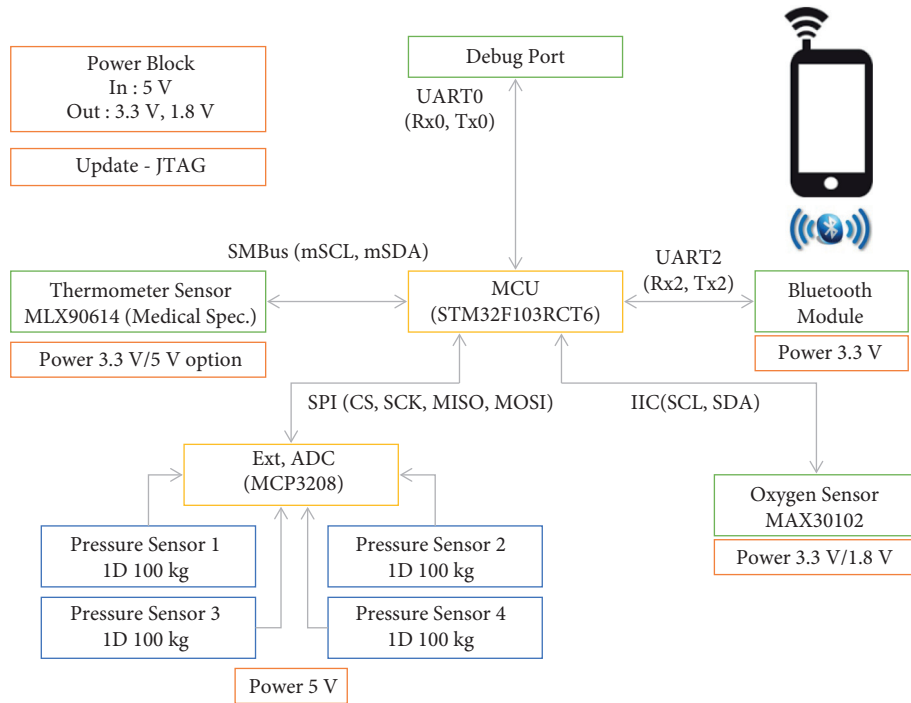 Power Block
In : 5 V
Out : 3.3 V, 1.8 V
Update - JTAG
Debug Port
UART0
(Rx0, Tx0)
SMBus (mSCL, mSDA)
Thermometer Sensor
MLX90614 (Medical Spec.)
Power 3.3 V/5 V option
MCU
(STM32F103RCT6)
UART2
(Rx2, Tx2)
Bluetooth
Module
Power 3.3 V
SPI (CS, SCK, MISO, MOSI)
IIC(SCL, SDA)
Ext, ADC
(MCP3208)
Oxygen Sensor
MAX30102
Power 3.3 V/1.8 V
Pressure Sensor 1
1D 100 kg
Pressure Sensor 2
1D 100 kg
Pressure Sensor 3
1D 100 kg
Pressure Sensor 4
1D 100 kg
Power 5 V